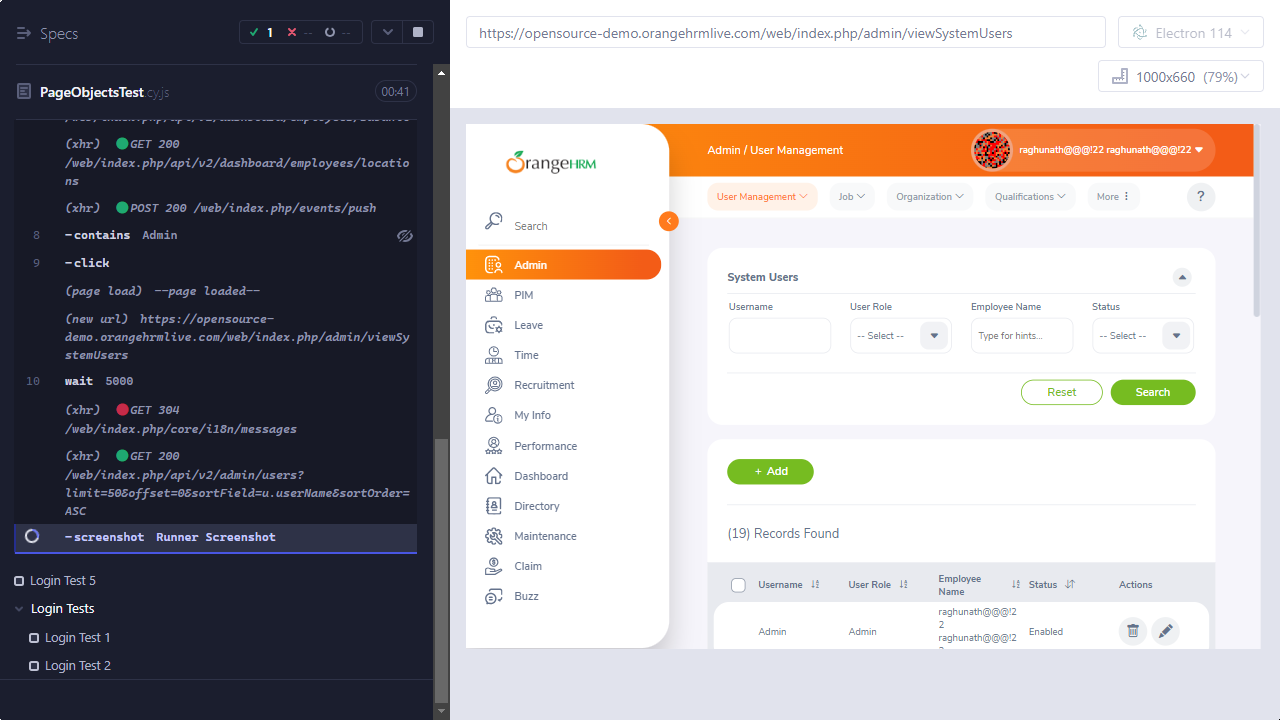 Specs
1
--
--
PageObjectsTest.cy.js
00:41
(xhr) GET 200
/web/index.php/api/v2/dashboard/employees/locatio
ns
(xhr) POST 200 /web/index.php/events/push
8 -contains Admin
9 -click
(page load) --page loaded--
(new url) https://opensource-
demo.orangehrmlive.com/web/index.php/admin/viewSy
stemUsers
10 wait 5000
(xhr) GET 304
/web/index.php/core/i18n/messages
(xhr) GET 200
/web/index.php/api/v2/admin/users?
limit=50&offset=0&sortField=u.userName&sortOrder=
ASC
-screenshot Runner Screenshot
Login Test 5
Login Tests
Login Test 1
Login Test 2
https://opensource-demo.orangehrmlive.com/web/index.php/admin/viewSystemUsers
Electron 114
1000x660 (79%)
OrangeHRM
Search
Admin
PIM
Leave
Time
Recruitment
My Info
Performance
Dashboard
Directory
Maintenance
Claim
Buzz
Admin / User Management
raghunath@@@!22 raghunath@@@!22
User Management
Job
Organization
Qualifications
More
?
System Users
Username
User Role
Employee Name
Status
-- Select --
Type for hints...
-- Select --
Reset
Search
+ Add
(19) Records Found
Username
User Role
Employee
Name
Status
Actions
Admin
Admin
raghunath@@@!2
2
raghunath@@@!2
Enabled